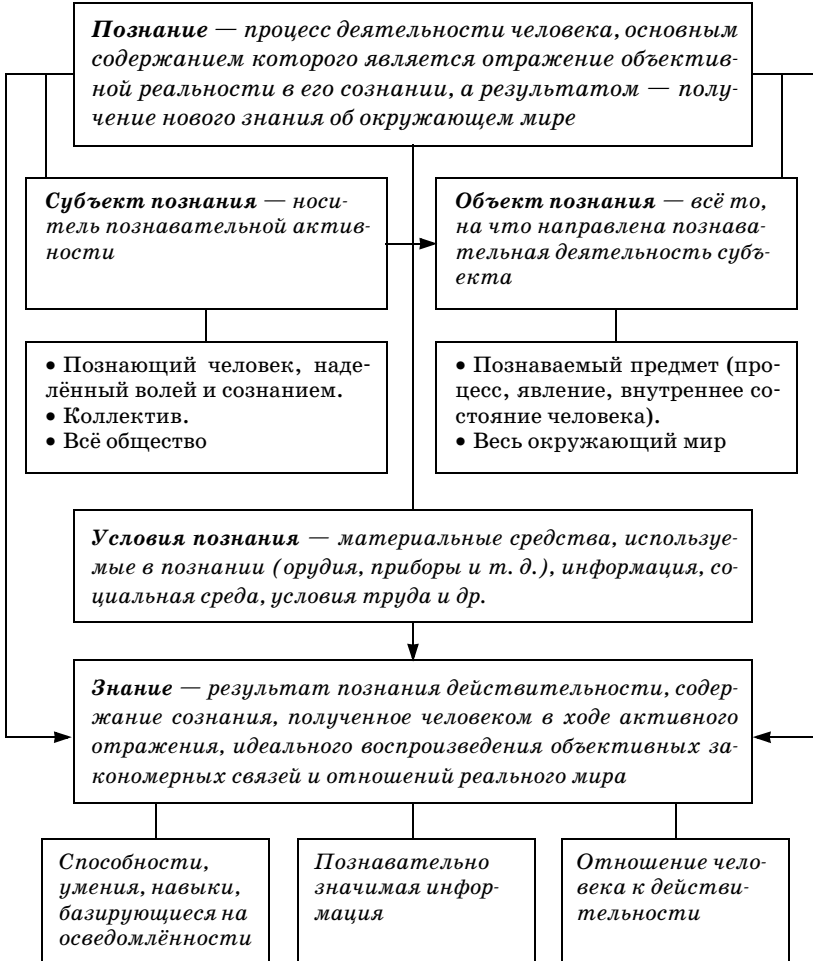 Познание — процесс деятельности человека, основным
содержанием которого является отражение объектив-
ной реальности в его сознании, а результатом — полу-
чение нового знания об окружающем мире
Субъект познания — носи-
тель познавательной актив-
ности
Объект познания — всё то,
на что направлена познава-
тельная деятельность субъ-
екта
• Познающий человек, наде-
лённый волей и сознанием.
• Коллектив.
• Всё общество
• Познаваемый предмет (про-
цесс, явление, внутреннее со-
стояние человека).
• Весь окружающий мир
Условия познания — материальные средства, используе-
мые в познании (орудия, приборы и т. д.), информация, со-
циальная среда, условия труда и др.
Знание — результат познания действительности, содер-
жание сознания, полученное человеком в ходе активного
отражения, идеального воспроизведения объективных за-
кономерных связей и отношений реального мира
Способности,
умения, навыки,
базирующиеся на
осведомлённости
Познавательно
значимая инфор-
мация
Отношение чело-
века к действи-
тельности